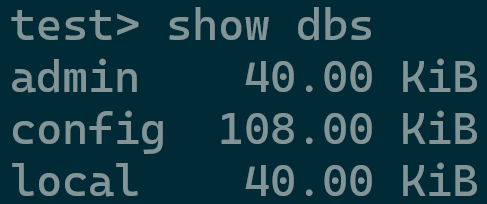 test> show dbs
admin    40.00 KiB
config  108.00 KiB
local    40.00 KiB